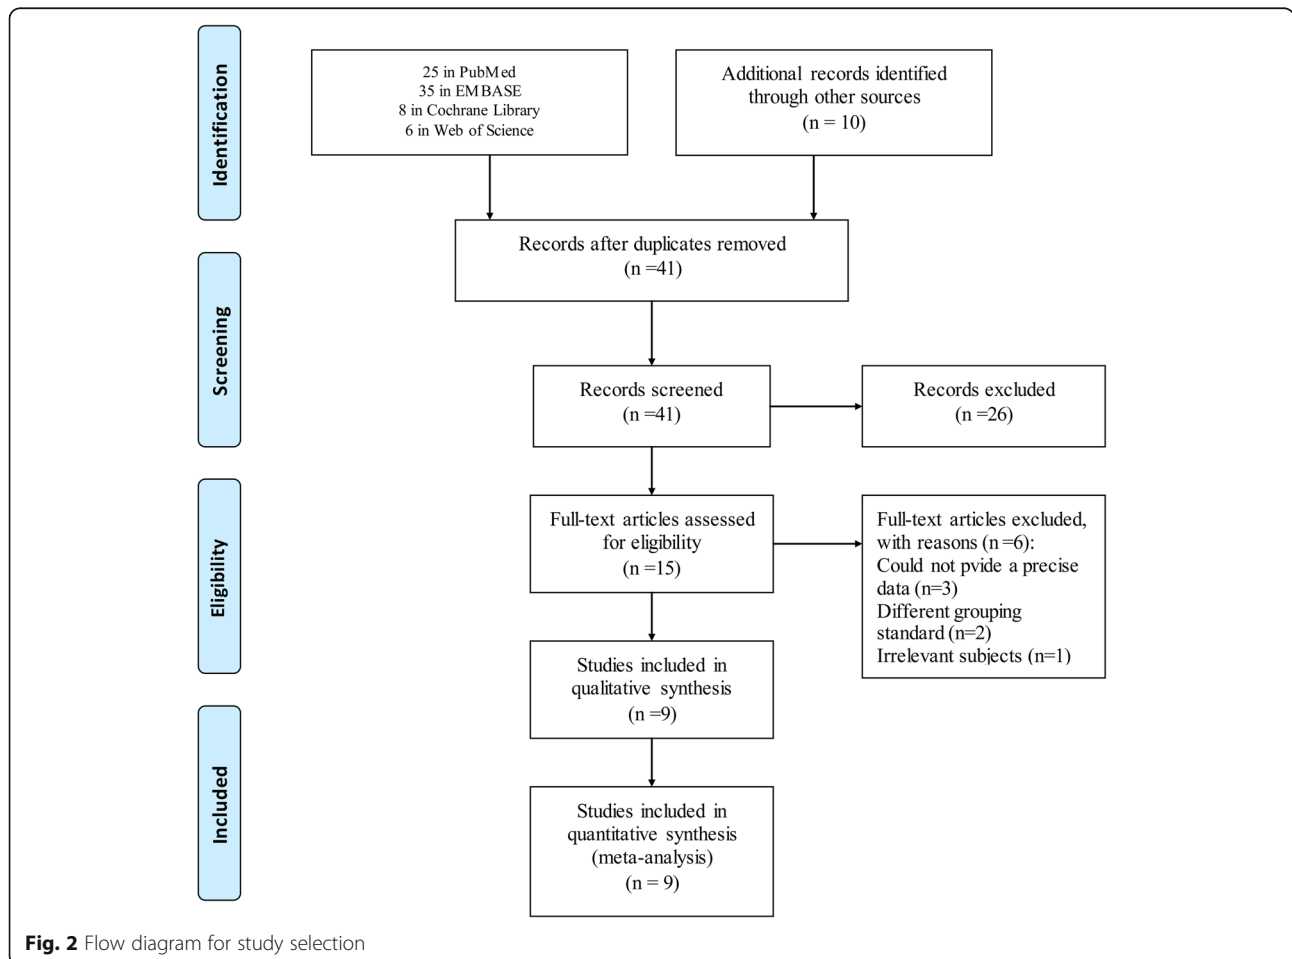 Identification
25 in PubMed
35 in EMBASE
8 in Cochrane Library
6 in Web of Science
Additional records identified
through other sources
(n = 10)
Records after duplicates removed
(n =41)
Screening
Records screened
(n =41)
Records excluded
(n =26)
Eligibility
Full-text articles assessed
for eligibility
(n =15)
Full-text articles excluded,
with reasons (n =6):
Could not pvide a precise
data (n=3)
Different grouping
standard (n=2)
Irrelevant subjects (n=1)
Studies included in
qualitative synthesis
(n =9)
Included
Studies included in
quantitative synthesis
(meta-analysis)
(n = 9)
Fig. 2 Flow diagram for study selection